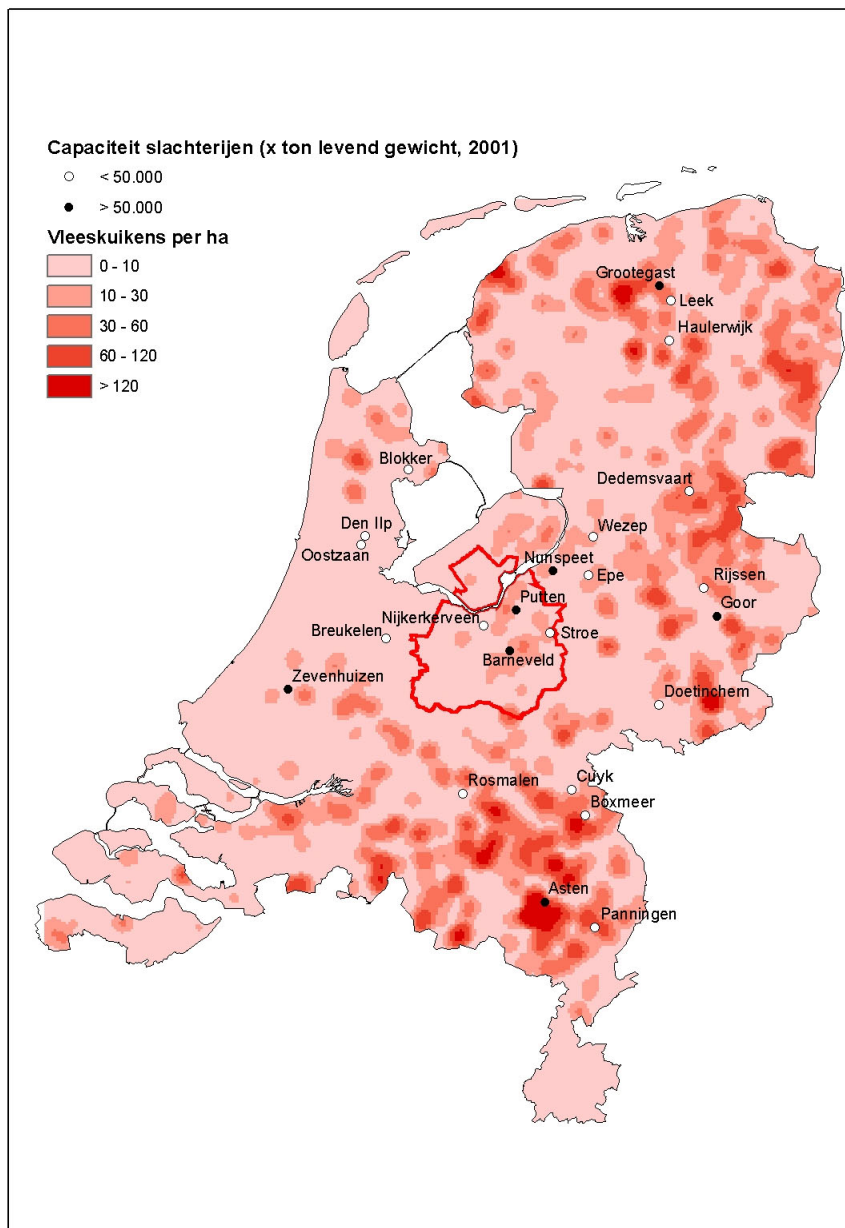 Capaciteit slachterijen (x ton levend gewicht, 2001)
< 50.000
> 50.000
Vleeskuikens per ha
0 - 10
10 - 30
30 - 60
60 - 120
> 120
Grootegast
Leek
Haulerwijk
Blokker
Dedemsvaart
Den Ilp
Wezep
Oostzaan
Nunspeet
Epe
Rijssen
Putten
Goor
Nijkerkerveen
Breukelen
Stroe
Barneveld
Zevenhuizen
Doetinchem
Rosmalen
Cuyk
Boxmeer
Asten
Panningen